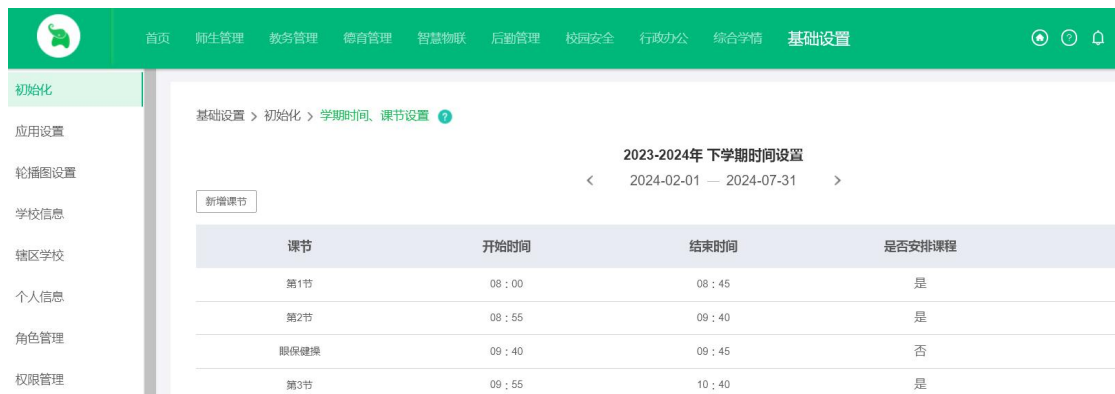 首页 师生管理 教务管理 德育管理 智慧物联 后勤管理 校园安全 行政办公 综合学情 基础设置
初始化
应用设置
轮播图设置
学校信息
辖区学校
个人信息
角色管理
权限管理
基础设置 > 初始化 > 学期时间、课节设置 ?
2023-2024年 下学期时间设置
< 2024-02-01 — 2024-07-31 >
新增课节
课节 开始时间 结束时间 是否安排课程
第1节 08：00 08：45 是
第2节 08：55 09：40 是
眼保健操 09：40 09：45 否
第3节 09：55 10：40 是